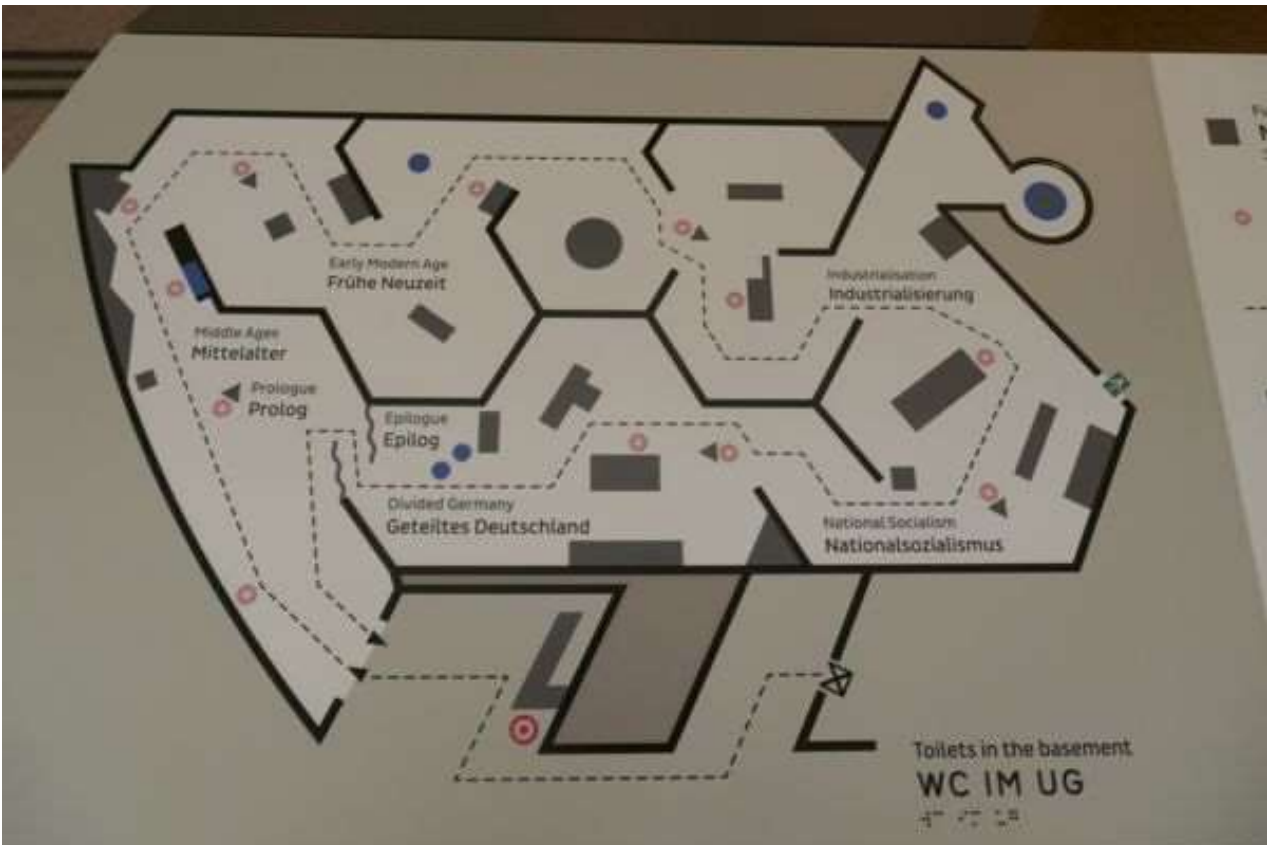 Early Modern Age
Frühe Neuzeit
Industrialisation
Industrialisierung
Middle Ages
Mittelalter
Prologue
Prolog
Epilogue
Epilog
Divided Germany
Geteiltes Deutschland
National Socialism
Nationalsozialismus
Toilets in the basement
WC IM UG